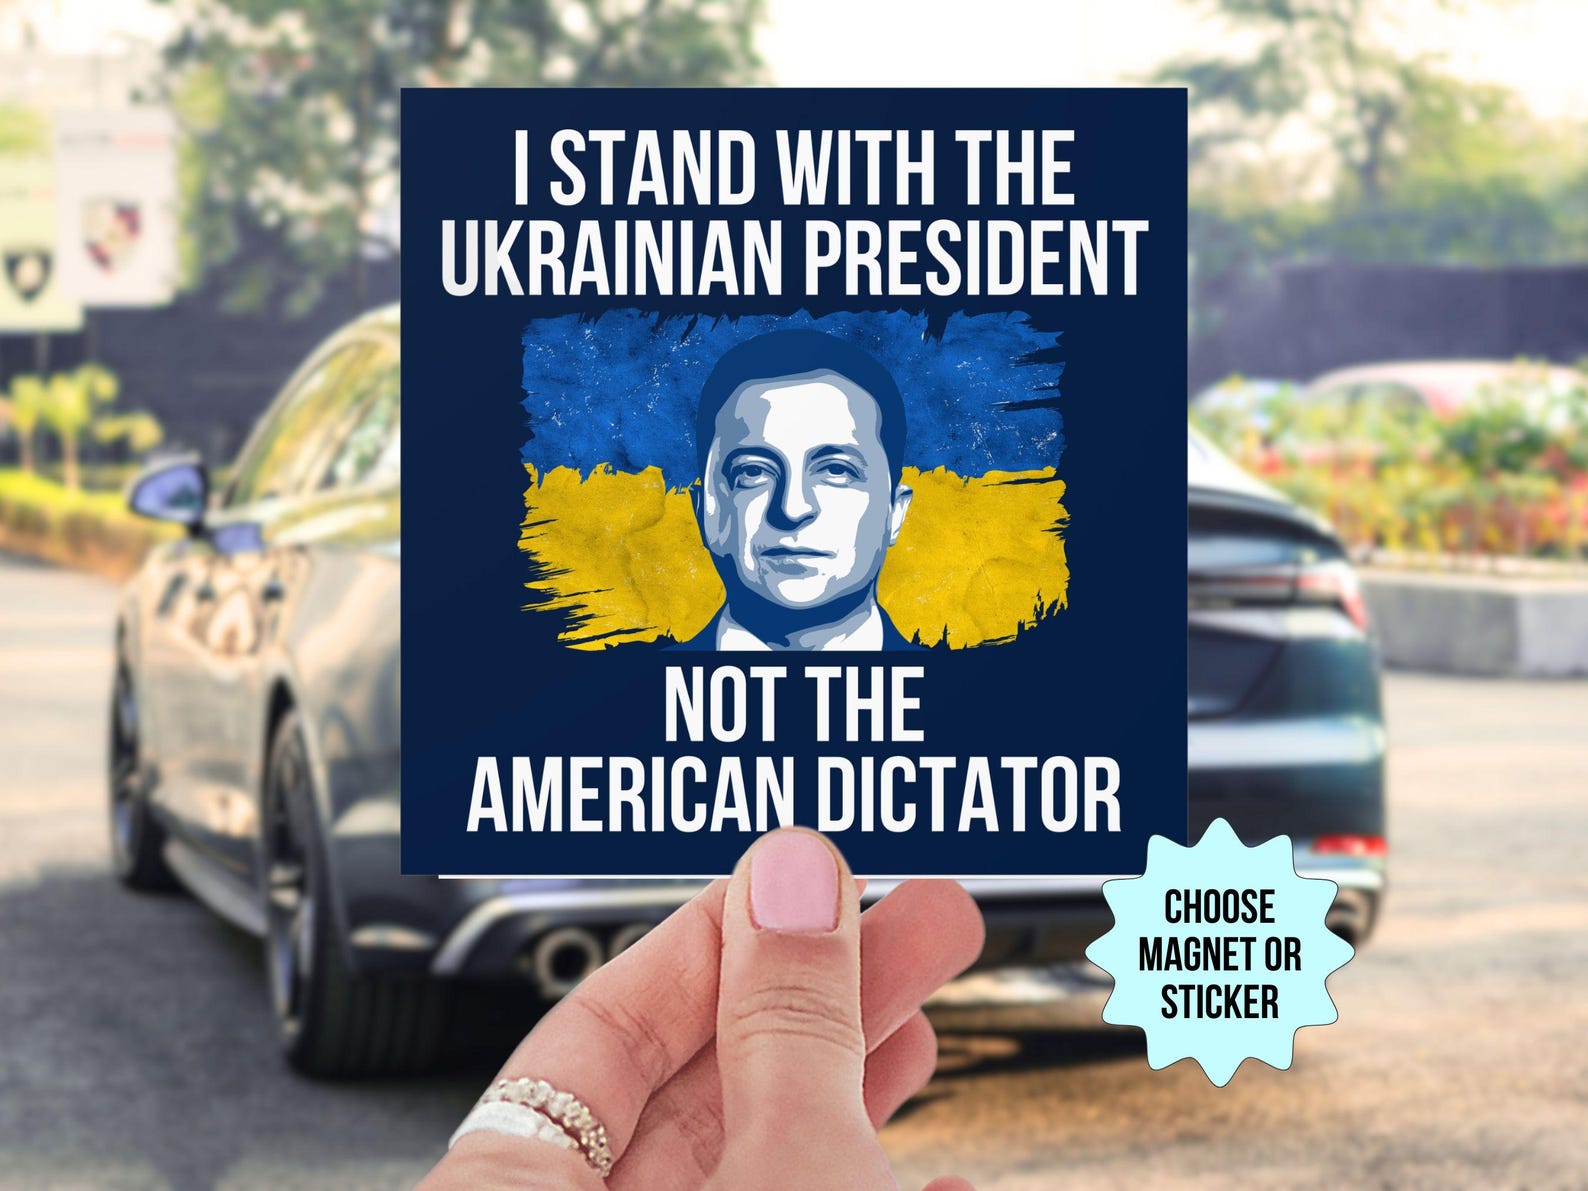 I STAND WITH THE
UKRAINIAN PRESIDENT
NOT THE
AMERICAN DICTATOR
CHOOSE
MAGNET OR
STICKER